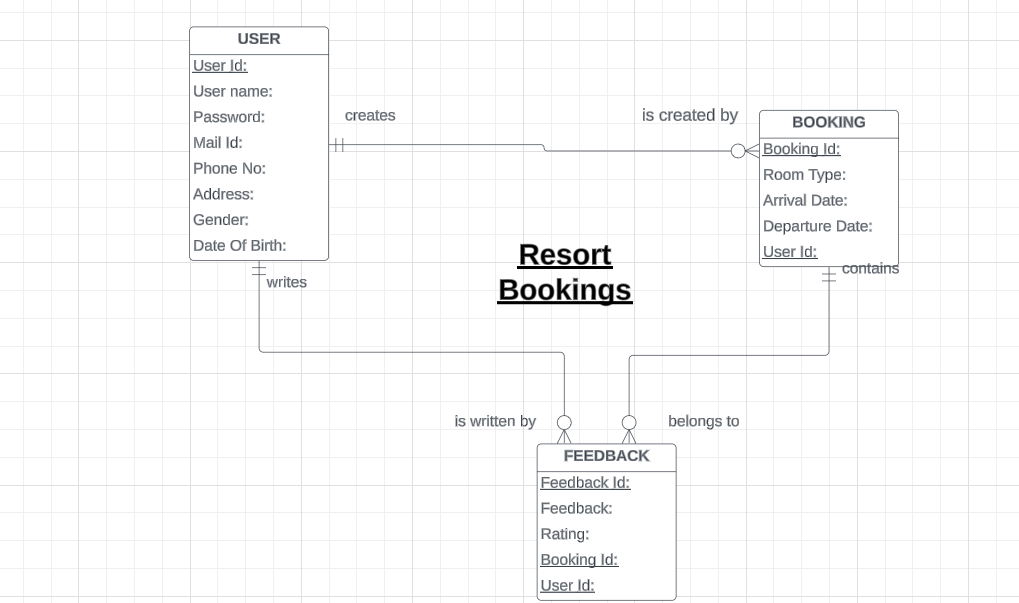 USER
User Id:
User name:
Password:
Mail Id:
Phone No:
Address:
Gender:
Date Of Birth:
creates
is created by
BOOKING
Booking Id:
Room Type:
Arrival Date:
Departure Date:
User Id:
contains
writes
Resort
Bookings
is written by
belongs to
FEEDBACK
Feedback Id:
Feedback:
Rating:
Booking Id:
User Id: